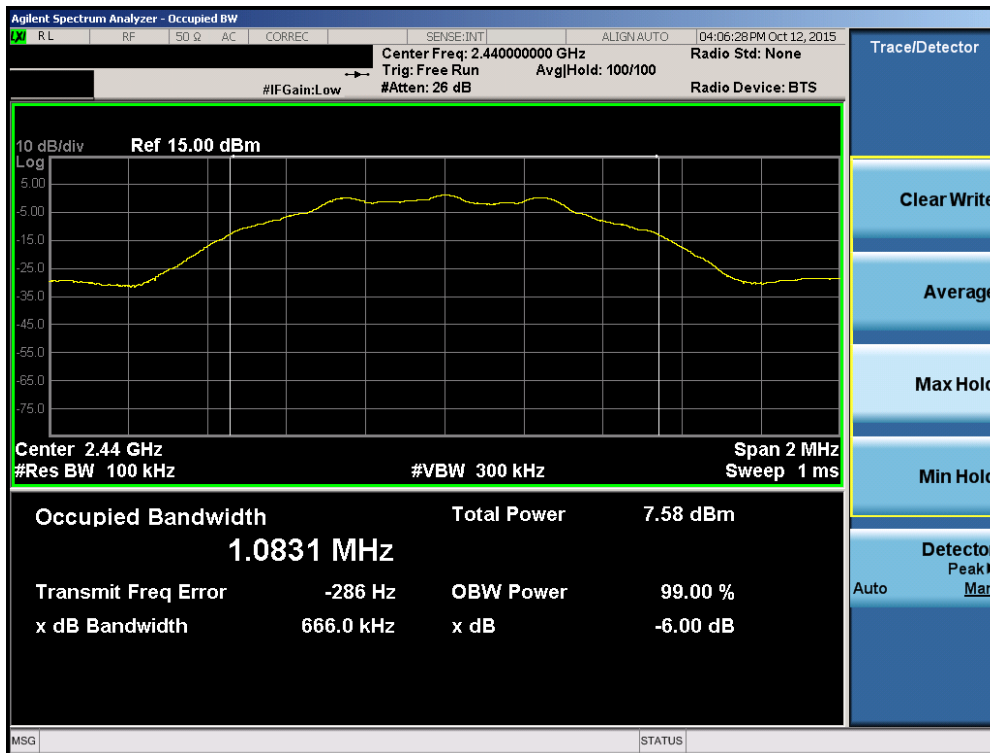 Agilent Spectrum Analyzer - Occupied BW
LXI RL RF 50 Ω AC CORREC SENSE:INT ALIGN AUTO 04:06:28 PM Oct 12, 2015
Center Freq: 2.440000000 GHz Radio Std: None
Trig: Free Run Avg|Hold: 100/100
#IFGain:Low #Atten: 26 dB Radio Device: BTS
10 dB/div Ref 15.00 dBm
Log
5.00
-5.00
-15.0
-25.0
-35.0
-45.0
-55.0
-65.0
-75.0
Center 2.44 GHz Span 2 MHz
#Res BW 100 kHz #VBW 300 kHz Sweep 1 ms
Occupied Bandwidth Total Power 7.58 dBm
1.0831 MHz
Transmit Freq Error -286 Hz OBW Power 99.00 %
x dB Bandwidth 666.0 kHz x dB -6.00 dB
Trace/Detector
Clear Write
Average
Max Hold
Min Hold
Detector
Peak
Auto Man
MSG STATUS